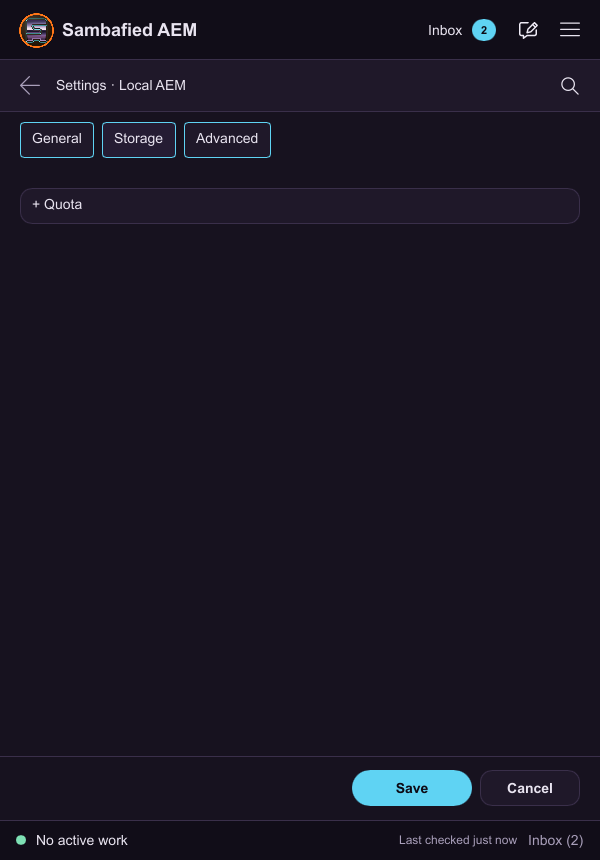 Sambafied AEM
Inbox 2
Settings · Local AEM
General Storage Advanced
+ Quota
Save Cancel
No active work Last checked just now Inbox (2)